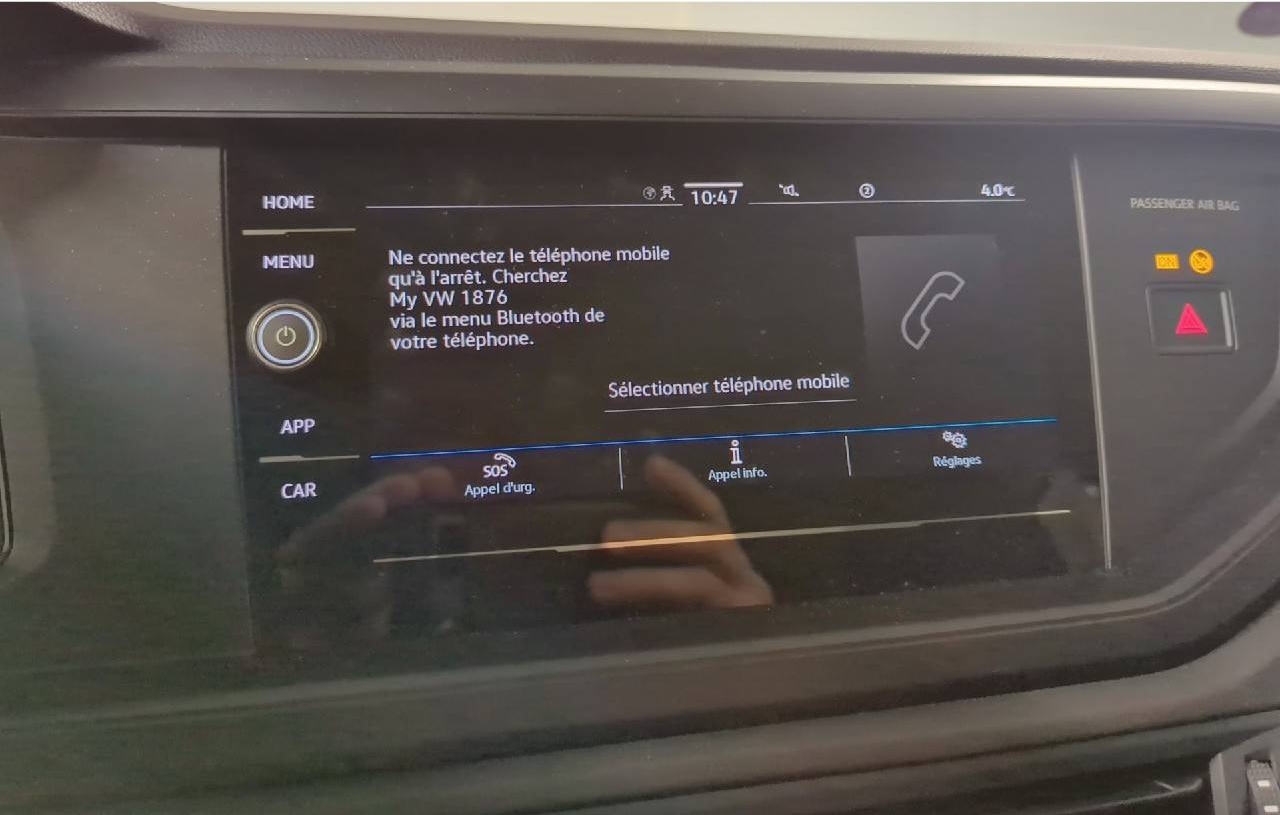 HOME
MENU
APP
CAR
10:47
2
4.0°C
Ne connectez le téléphone mobile
qu'à l'arrêt. Cherchez
My VW 1876
via le menu Bluetooth de
votre téléphone.
Sélectionner téléphone mobile
SOS
Appel d'urg.
i
Appel info.
Réglages
PASSENGER AIR BAG
ON